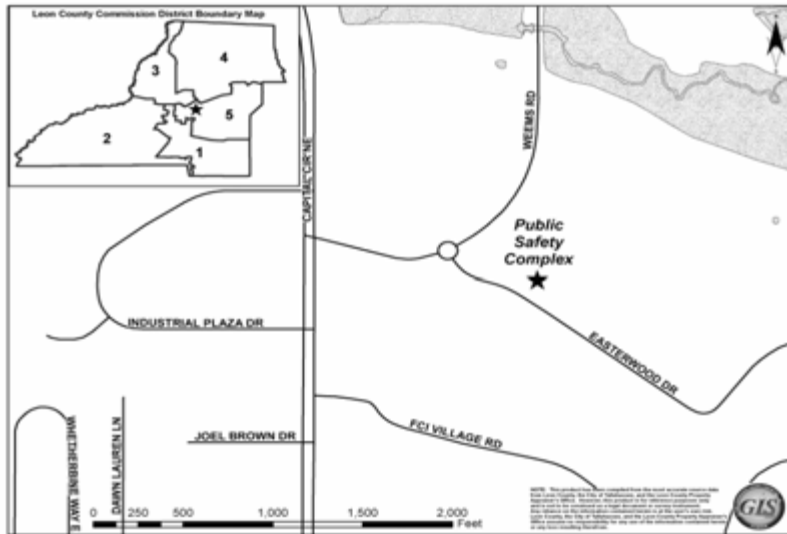 Leon County Commission District Boundary Map
3
4
5
2
1
CAPITAL CIR NE
WEEMS RD
Public
Safety
Complex
INDUSTRIAL PLAZA DR
EASTERWOOD DR
WHETHERBINE WAY E
DAWN LAUREN LN
JOEL BROWN DR
FCI VILLAGE RD
0 250 500 1,000 1,500 2,000
Feet
GIS